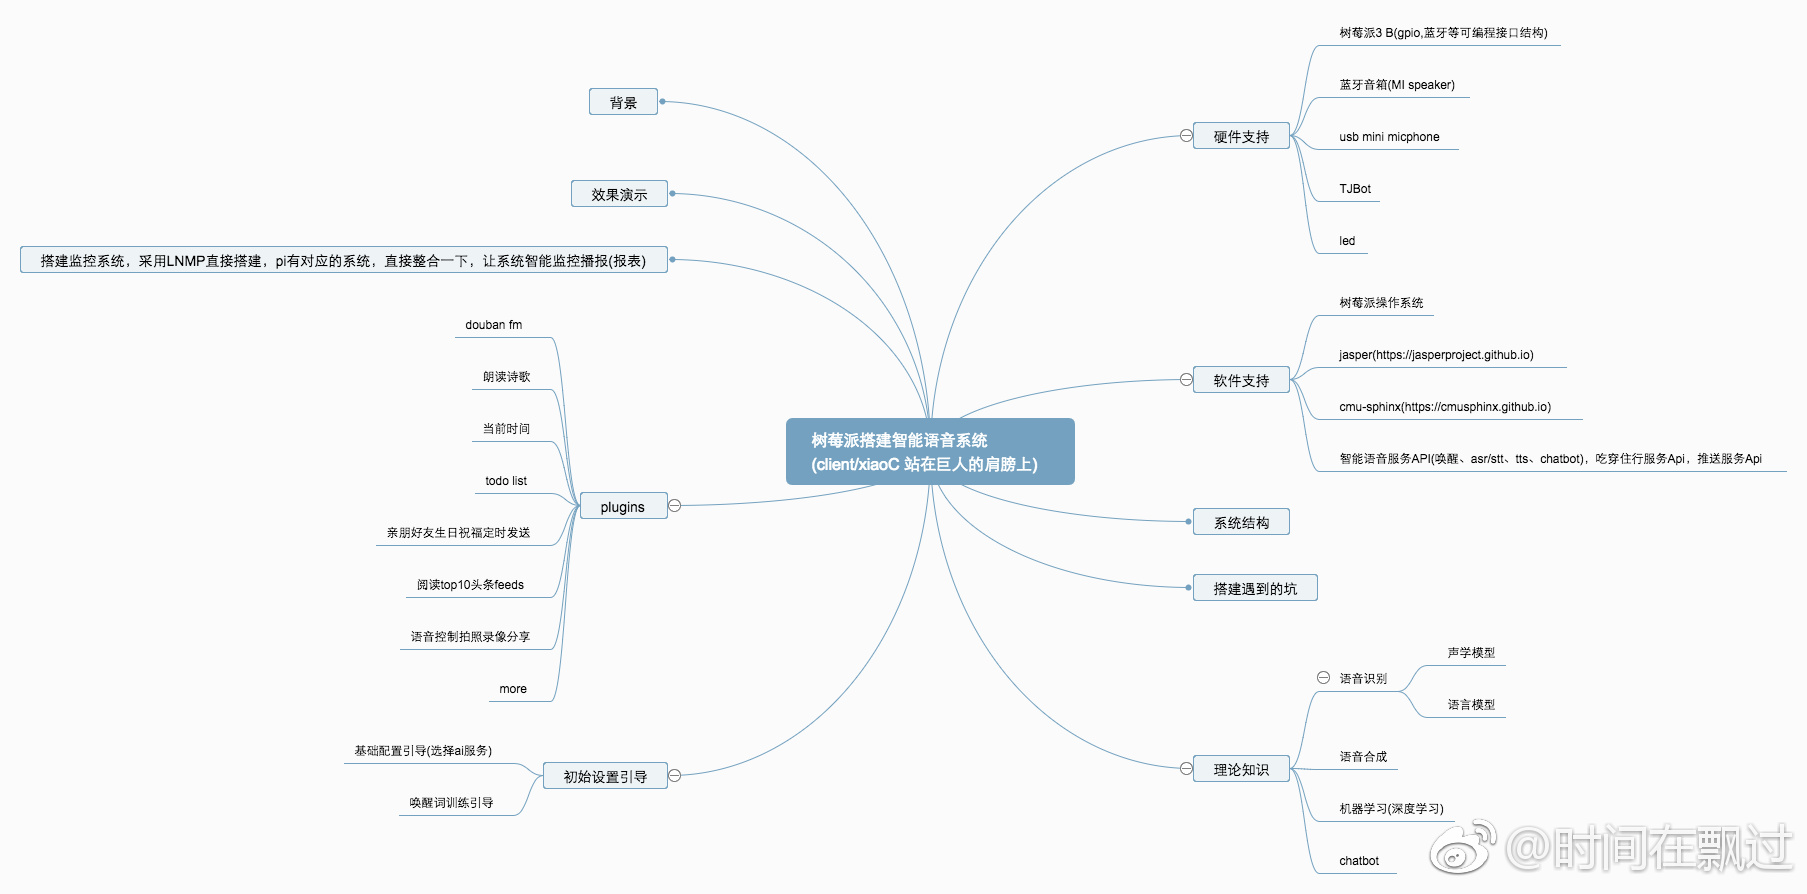 树莓派搭建智能语音系统
(client/xiaoC 站在巨人的肩膀上)
硬件支持
树莓派3 B(gpio,蓝牙等可编程接口结构)
蓝牙音箱(MI speaker)
usb mini micphone
TJBot
led
软件支持
树莓派操作系统
jasper(https://jasperproject.github.io)
cmu-sphinx(https://cmusphinx.github.io)
智能语音服务API(唤醒、asr/stt、tts、chatbot)，吃穿住行服务Api，推送服务Api
系统结构
搭建遇到的坑
理论知识
语音识别
声学模型
语言模型
语音合成
机器学习(深度学习)
chatbot
背景
效果演示
搭建监控系统，采用LNMP直接搭建，pi有对应的系统，直接整合一下，让系统智能监控播报(报表)
plugins
douban fm
朗读诗歌
当前时间
todo list
亲朋好友生日祝福定时发送
阅读top10头条feeds
语音控制拍照录像分享
more
初始设置引导
基础配置引导(选择ai服务)
唤醒词训练引导
@时间在飘过